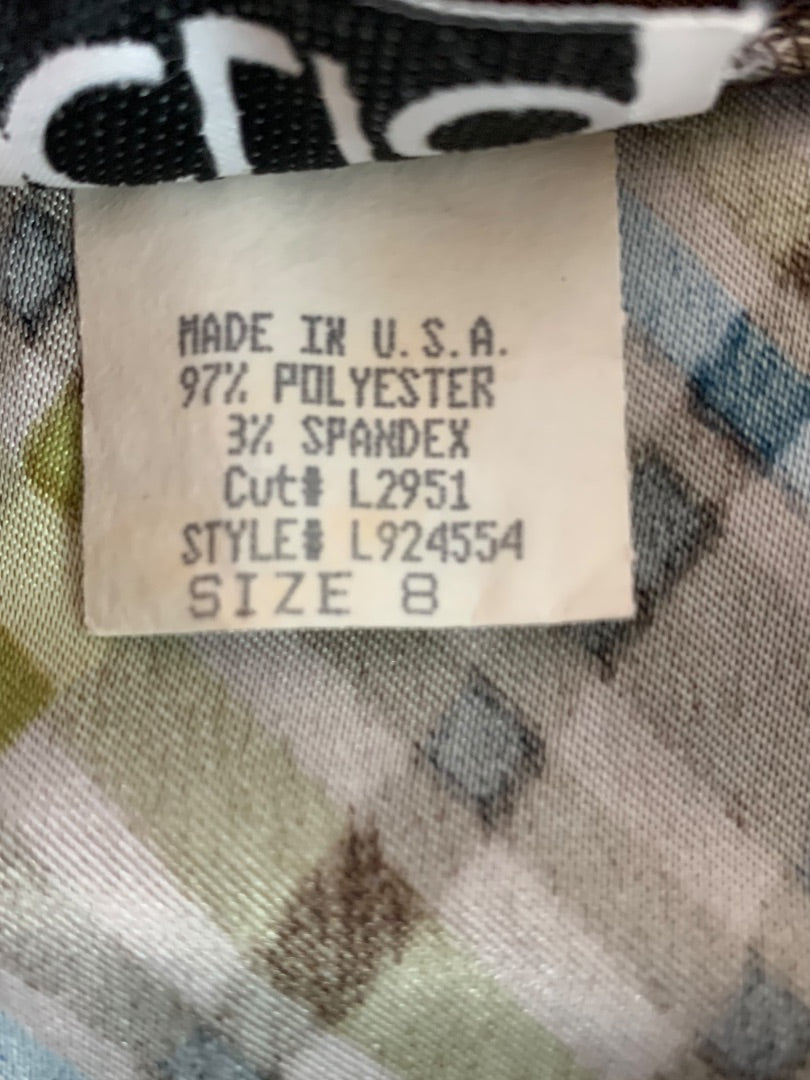 MADE IN U.S.A.
97% POLYESTER
3% SPANDEX
Cut# L2951
STYLE# L924554
SIZE 8